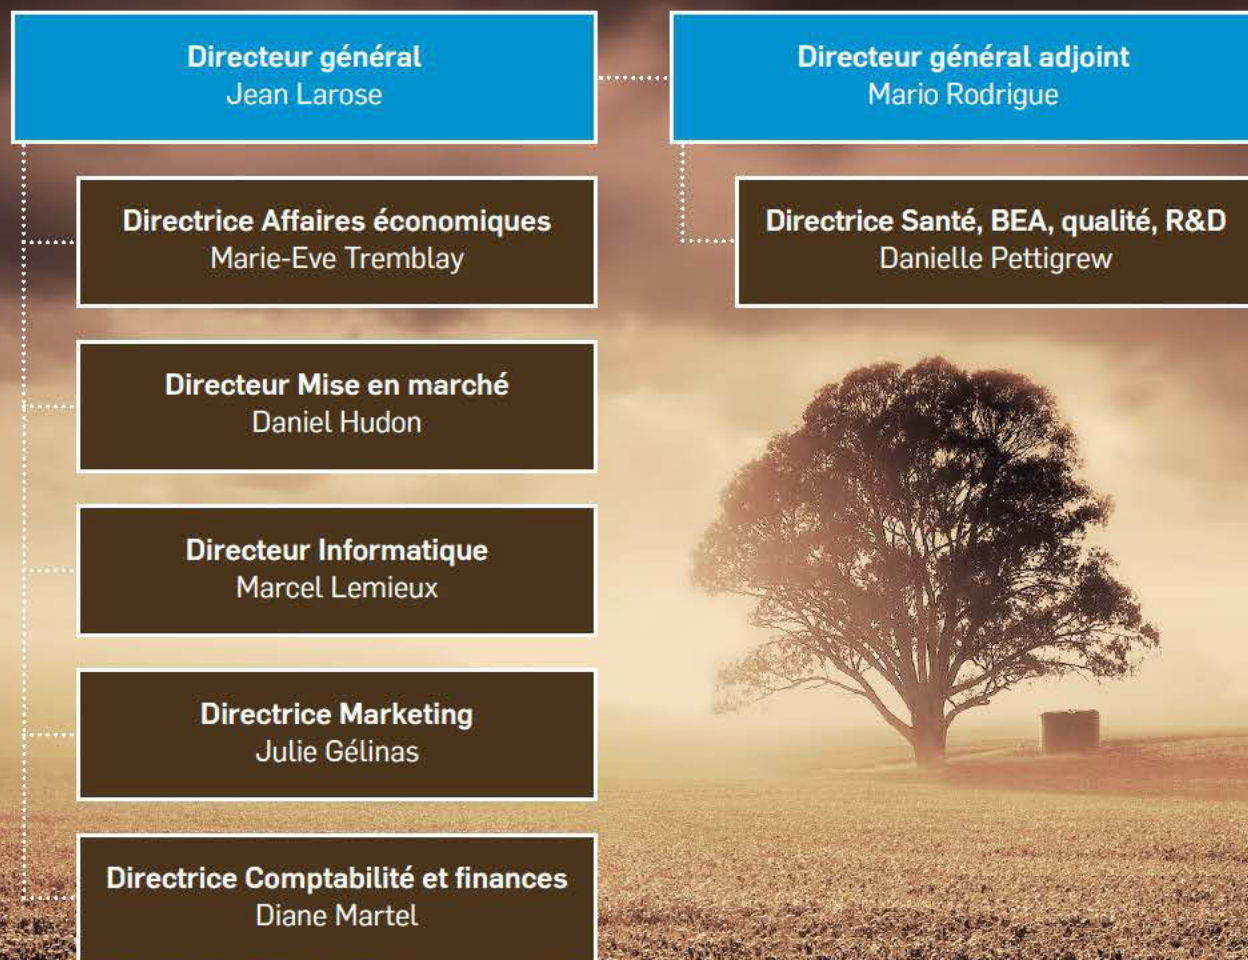 Directeur général
Jean Larose
Directeur général adjoint
Mario Rodrigue
Directrice Affaires économiques
Marie-Eve Tremblay
Directrice Santé, BEA, qualité, R&D
Danielle Pettigrew
Directeur Mise en marché
Daniel Hudon
Directeur Informatique
Marcel Lemieux
Directrice Marketing
Julie Gélinas
Directrice Comptabilité et finances
Diane Martel